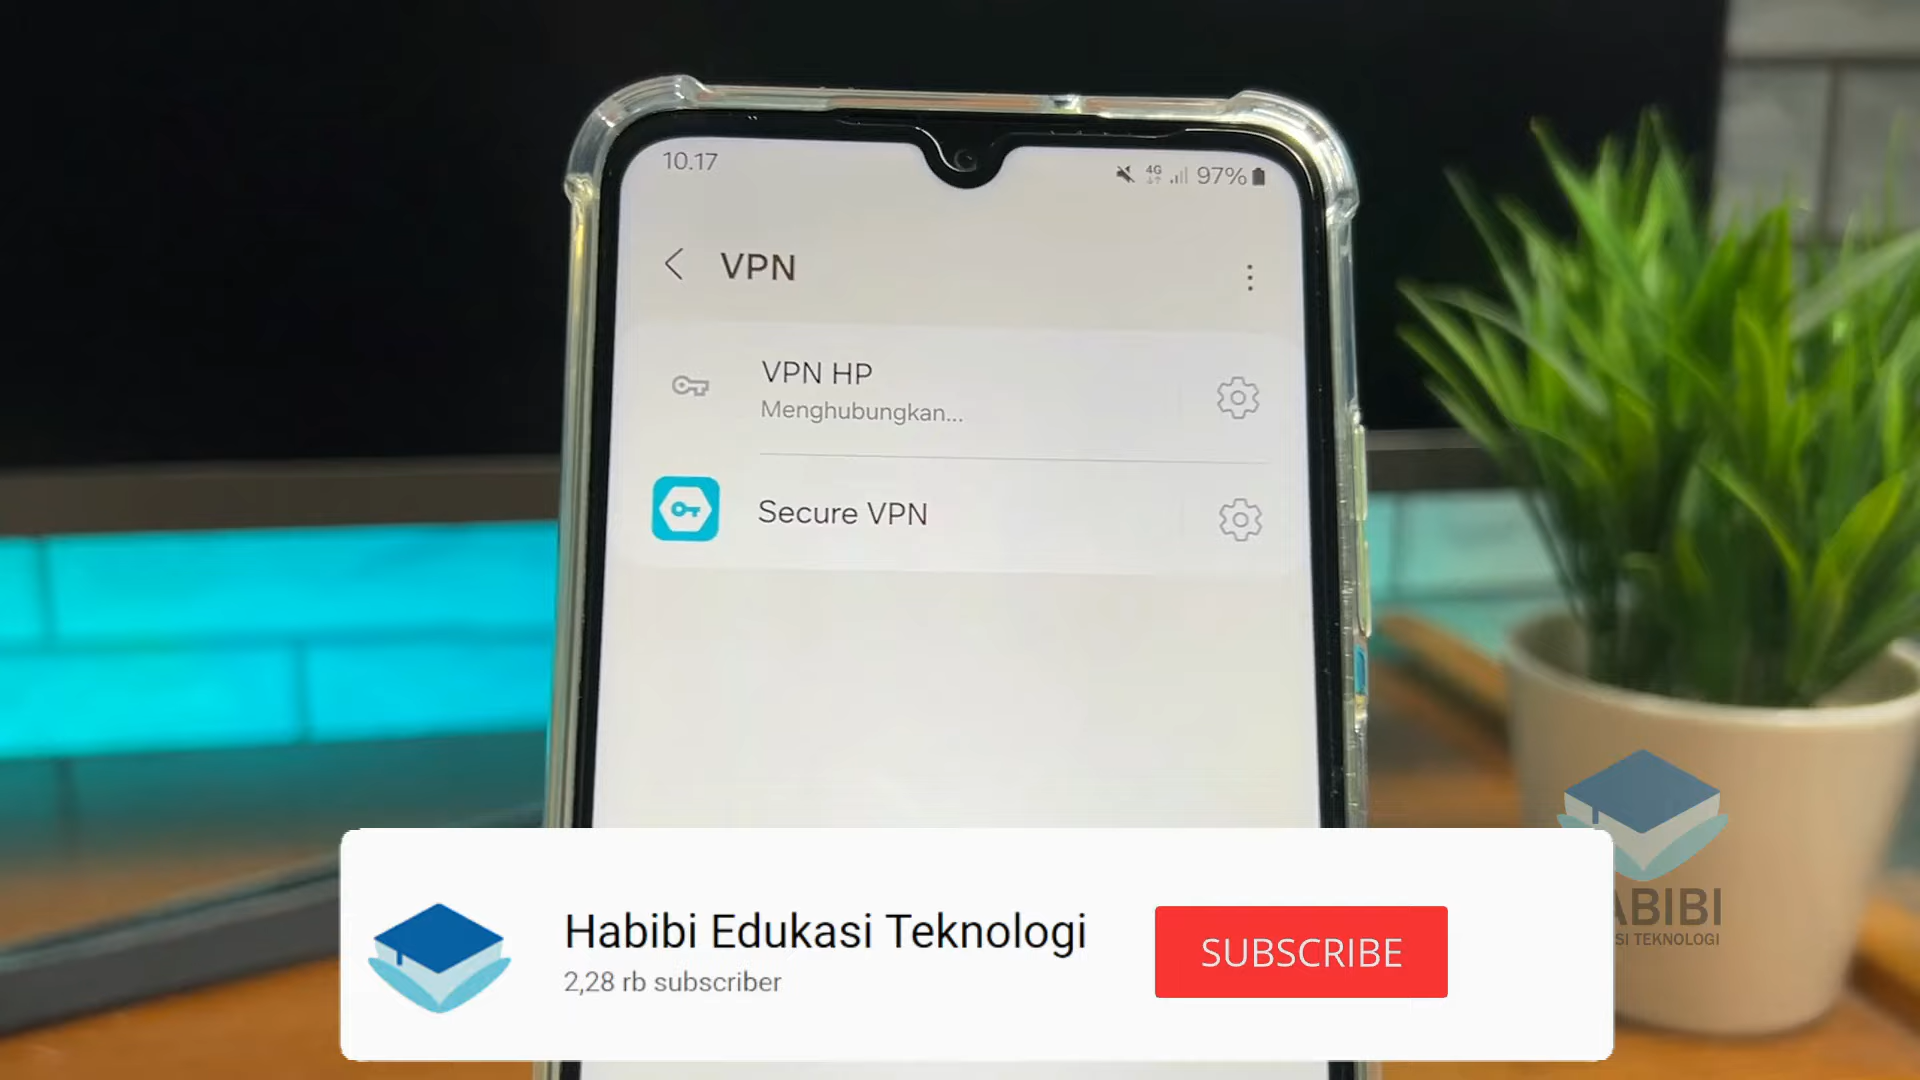 10.17
4G
97%
VPN
VPN HP
Menghubungkan...
Secure VPN
Habibi Edukasi Teknologi
2,28 rb subscriber
SUBSCRIBE
ABIBI
SI TEKNOLOGI